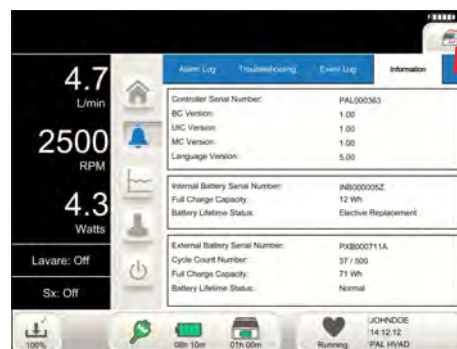 Alarm Log Troubleshooting Event Log Information
4.7
L/min
2500
RPM
4.3
Watts
Lavare: Off
Sx: Off
Controller Serial Number: PAL000363
BC Version: 1.00
UIC Version 1.00
MC Version: 1.00
Language Version: 5.00
Internal Battery Serial Number: INB000005Z
Full Charge Capacity: 12 Wh
Battery Lifetime Status: Elective Replacement
External Battery Serial Number: PXB000711A
Cycle Count Number: 37 / 500
Full Charge Capacity: 71 Wh
Battery Lifetime Status: Normal
100%
08h 10m
01h 00m
Running
JOHNDOE
14:12:12
PAL HVAD